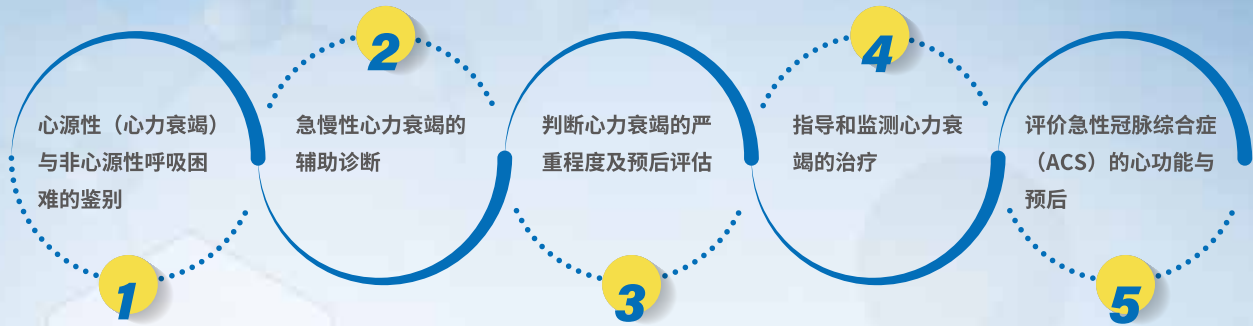 心源性（心力衰竭）
与非心源性呼吸困
难的鉴别
1
2
急慢性心力衰竭的
辅助诊断
判断心力衰竭的严
重程度及预后评估
3
4
指导和监测心力衰
竭的治疗
评价急性冠脉综合症
（ACS）的心功能与
预后
5